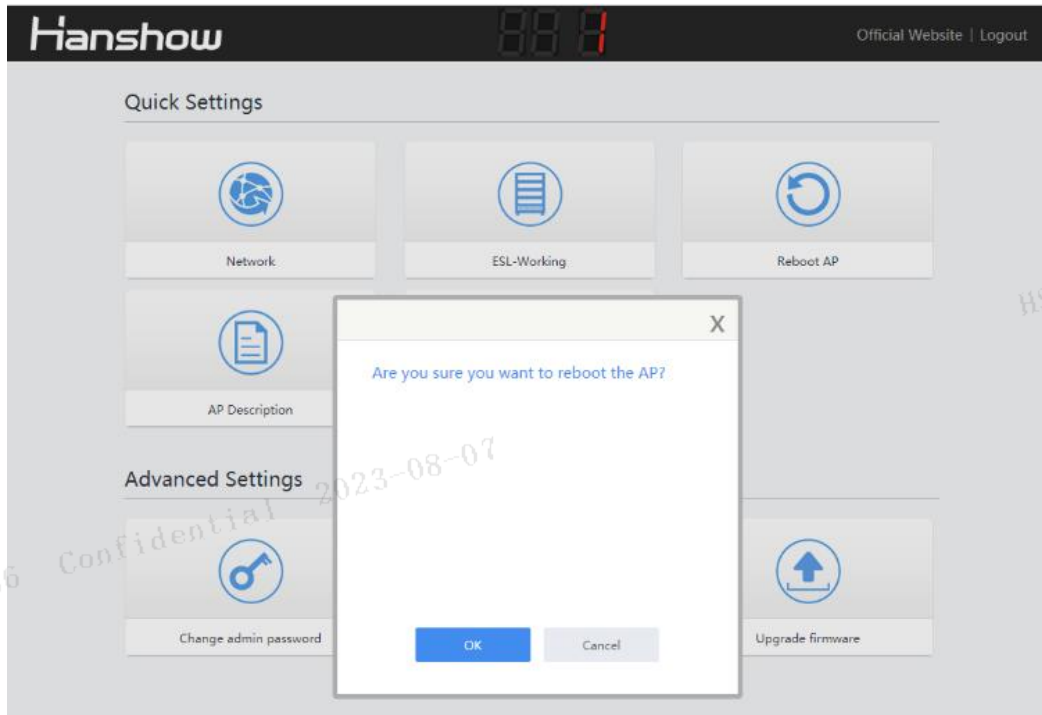 Hanshow
1
Official Website | Logout
Quick Settings
Network
ESL-Working
Reboot AP
X
Are you sure you want to reboot the AP?
AP Description
Advanced Settings
Confidential 2023-08-07
Change admin password
OK
Cancel
Upgrade firmware